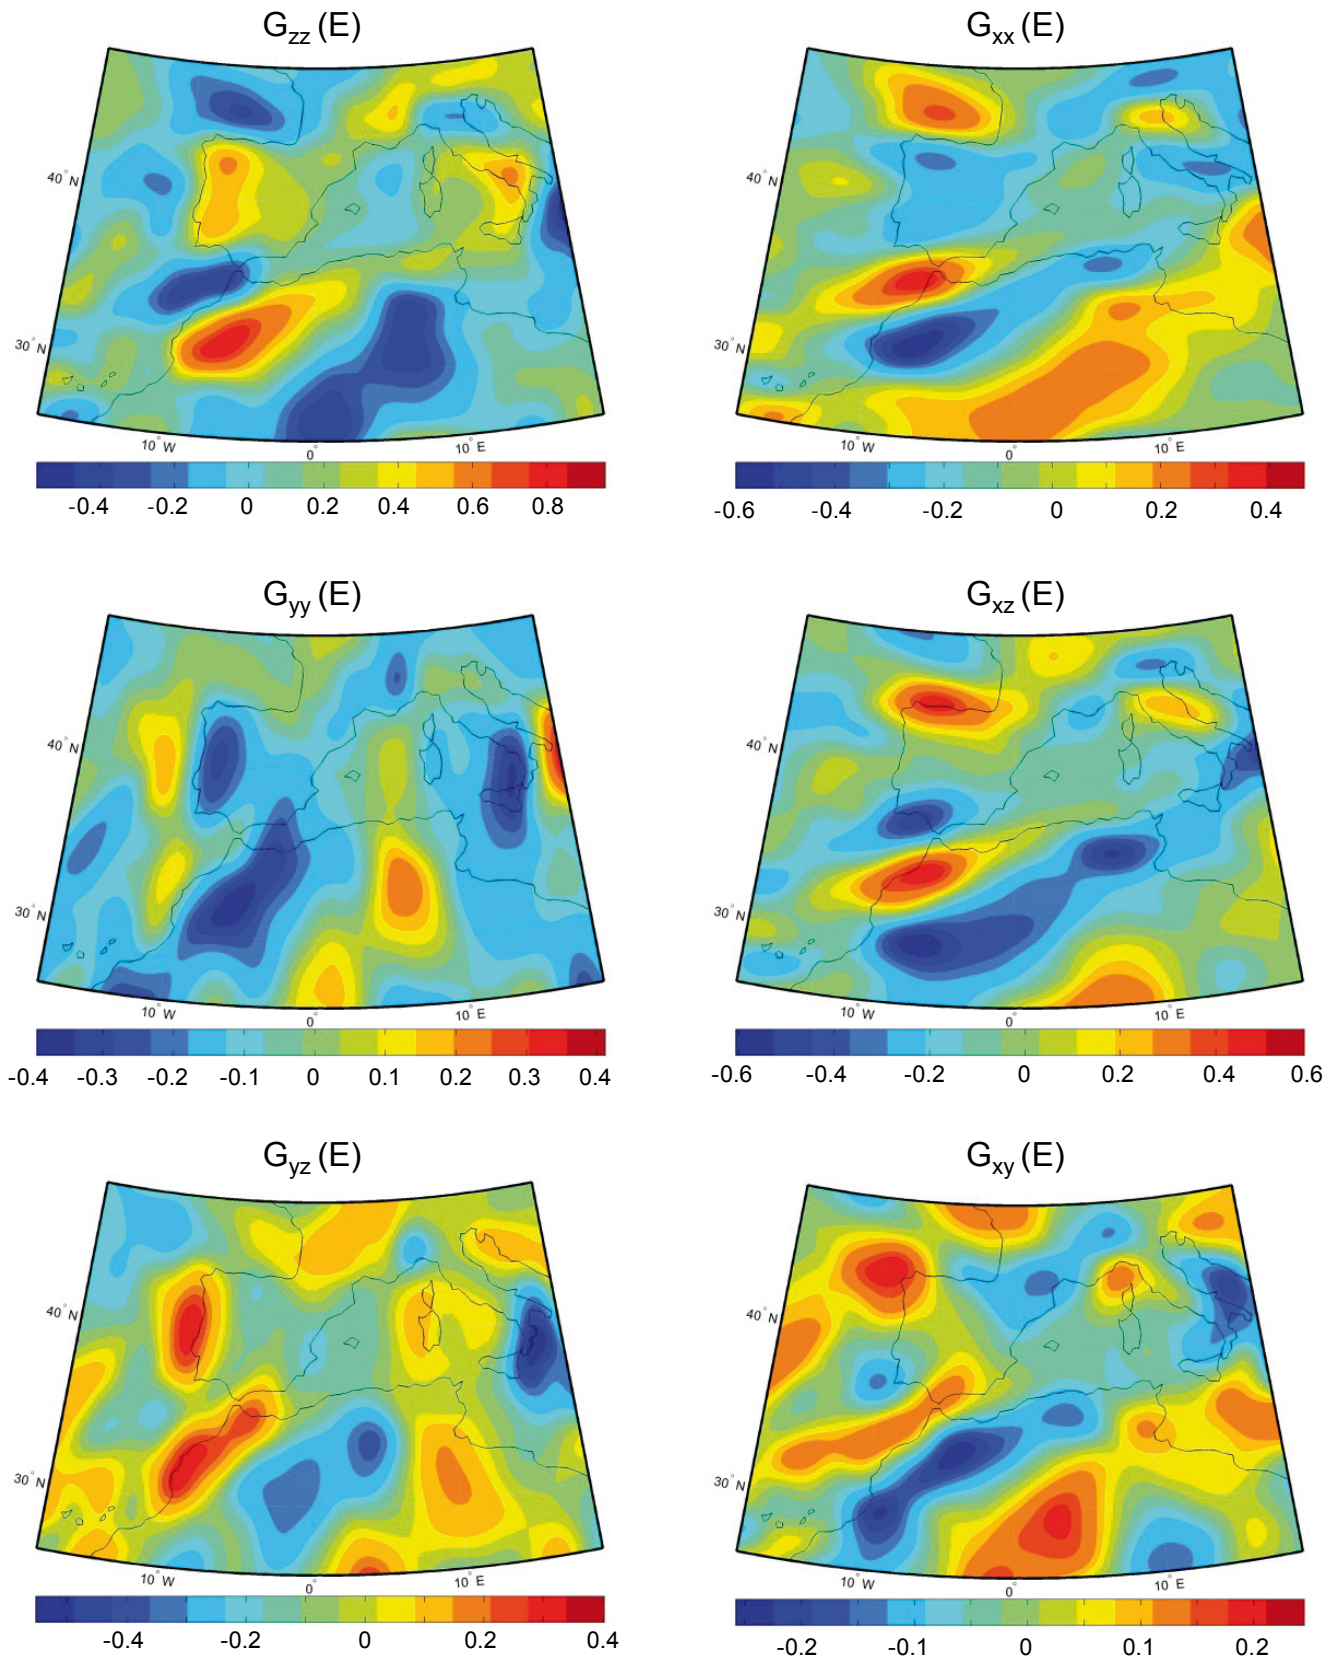 Gzz (E)
Gxx (E)
40° N
30° N
10° W
0°
10° E
-0.4 -0.2 0 0.2 0.4 0.6 0.8
40° N
30° N
10° W
0°
10° E
-0.6 -0.4 -0.2 0 0.2 0.4
Gyy (E)
Gxz (E)
40° N
30° N
10° W
0°
10° E
-0.4 -0.3 -0.2 -0.1 0 0.1 0.2 0.3 0.4
40° N
30° N
10° W
0°
10° E
-0.6 -0.4 -0.2 0 0.2 0.4 0.6
Gyz (E)
Gxy (E)
40° N
30° N
10° W
0°
10° E
-0.4 -0.2 0 0.2 0.4
40° N
30° N
10° W
0°
10° E
-0.2 -0.1 0 0.1 0.2